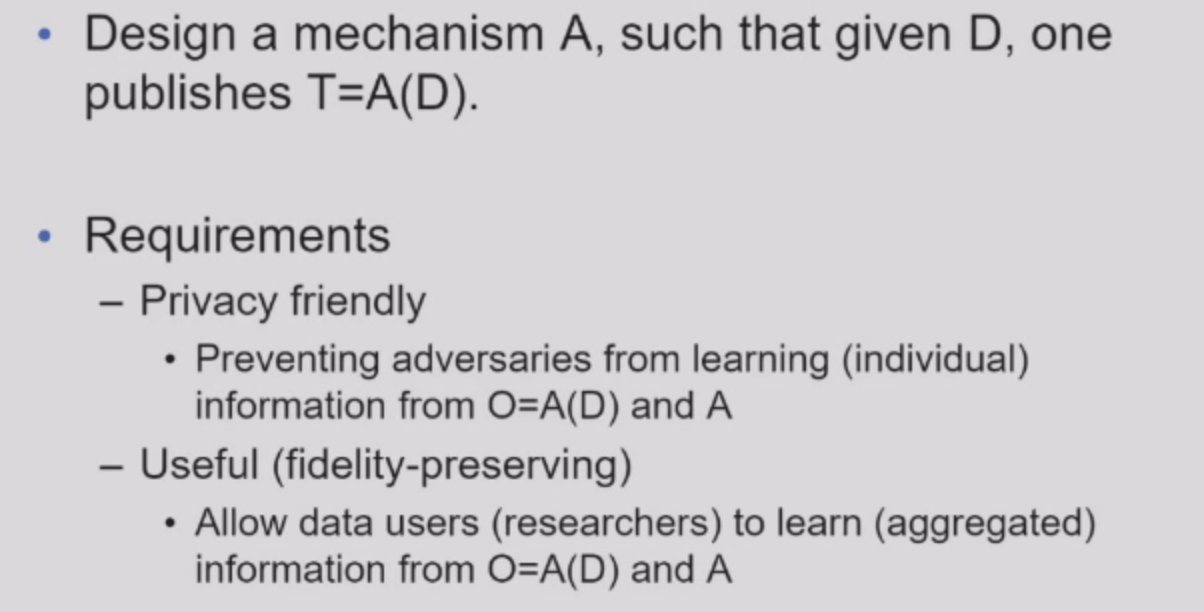 • Design a mechanism A, such that given D, one
publishes T=A(D).
• Requirements
– Privacy friendly
• Preventing adversaries from learning (individual)
information from O=A(D) and A
– Useful (fidelity-preserving)
• Allow data users (researchers) to learn (aggregated)
information from O=A(D) and A